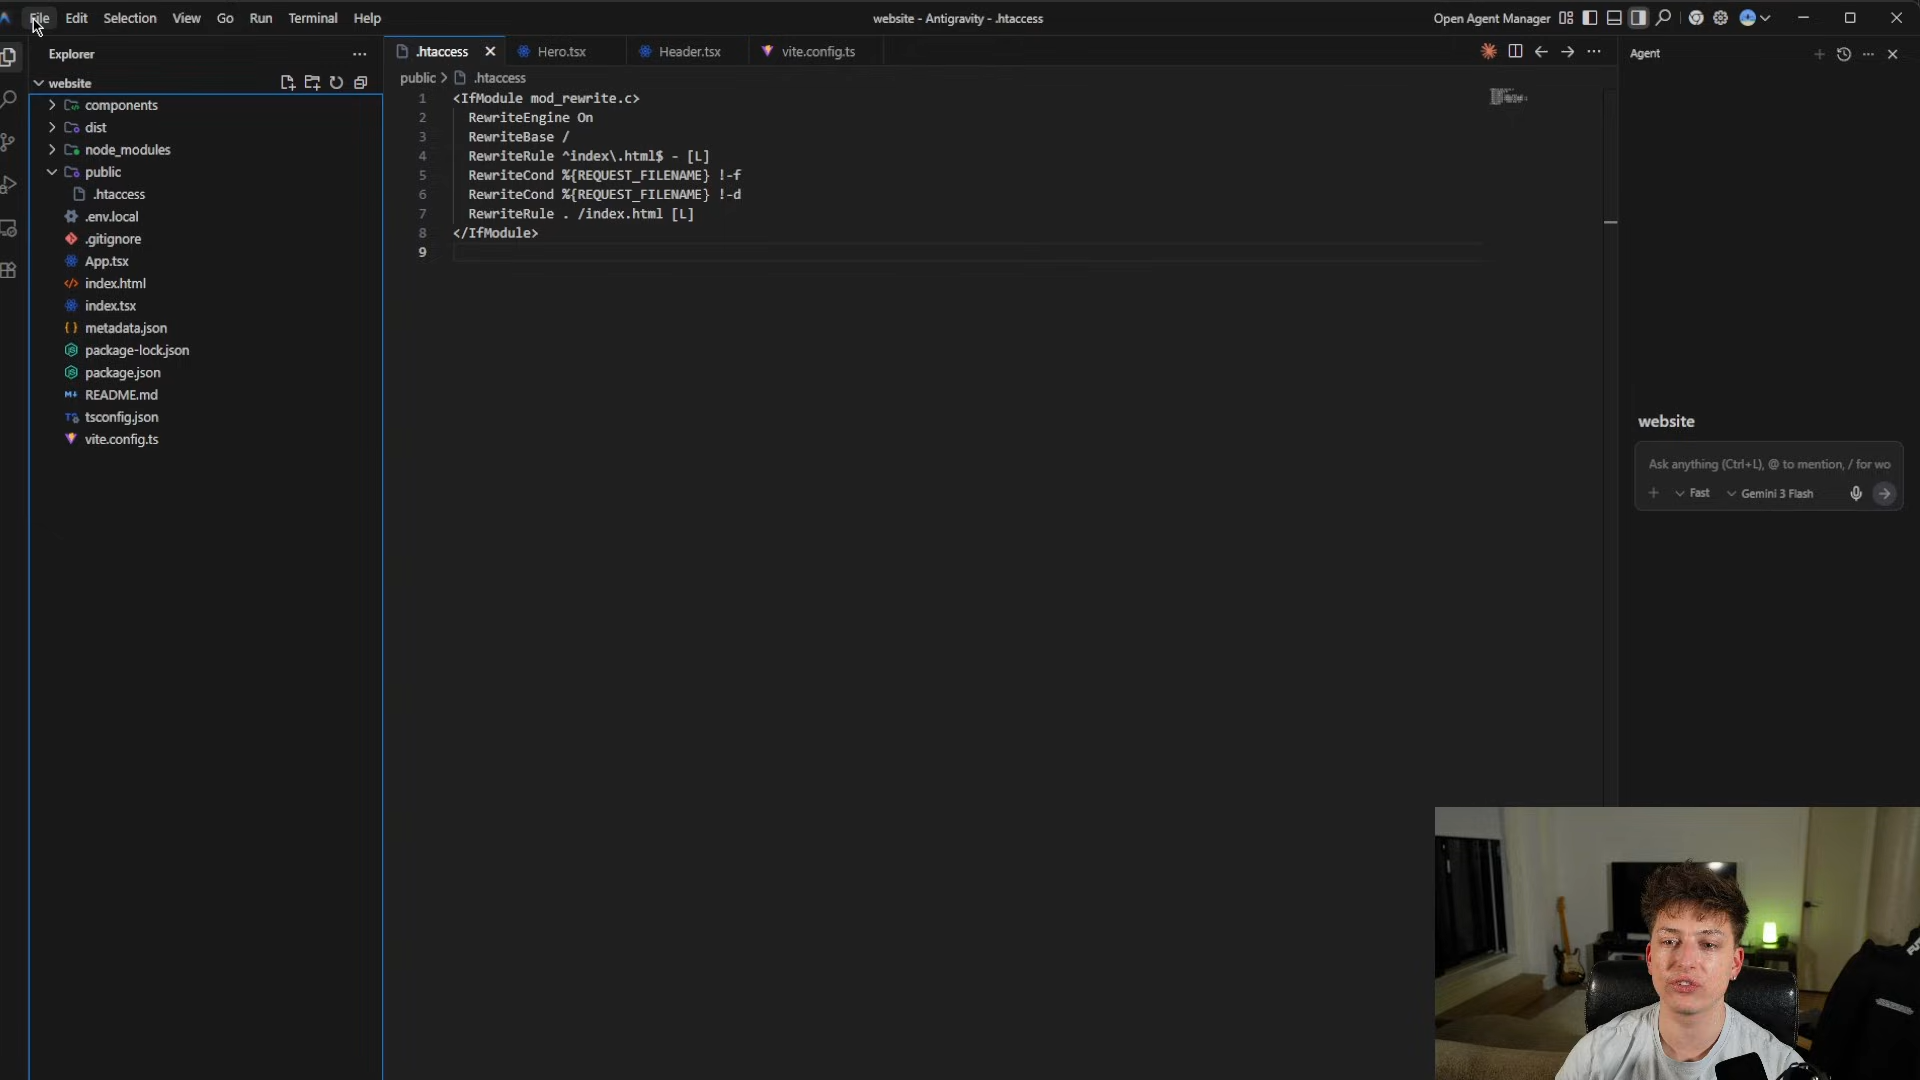 File Edit Selection View Go Run Terminal Help
website - Antigravity - .htaccess
Open Agent Manager
Explorer
website
components
dist
node_modules
public
.htaccess
.env.local
.gitignore
App.tsx
index.html
index.tsx
metadata.json
package-lock.json
package.json
README.md
tsconfig.json
vite.config.ts
.htaccess Hero.tsx Header.tsx vite.config.ts
public > .htaccess
1 <IfModule mod_rewrite.c>
2 RewriteEngine On
3 RewriteBase /
4 RewriteRule ^index\.html$ - [L]
5 RewriteCond %{REQUEST_FILENAME} !-f
6 RewriteCond %{REQUEST_FILENAME} !-d
7 RewriteRule . /index.html [L]
8 </IfModule>
9
Agent
website
Ask anything (Ctrl+L), @ to mention, / for wo
Fast Gemini 3 Flash